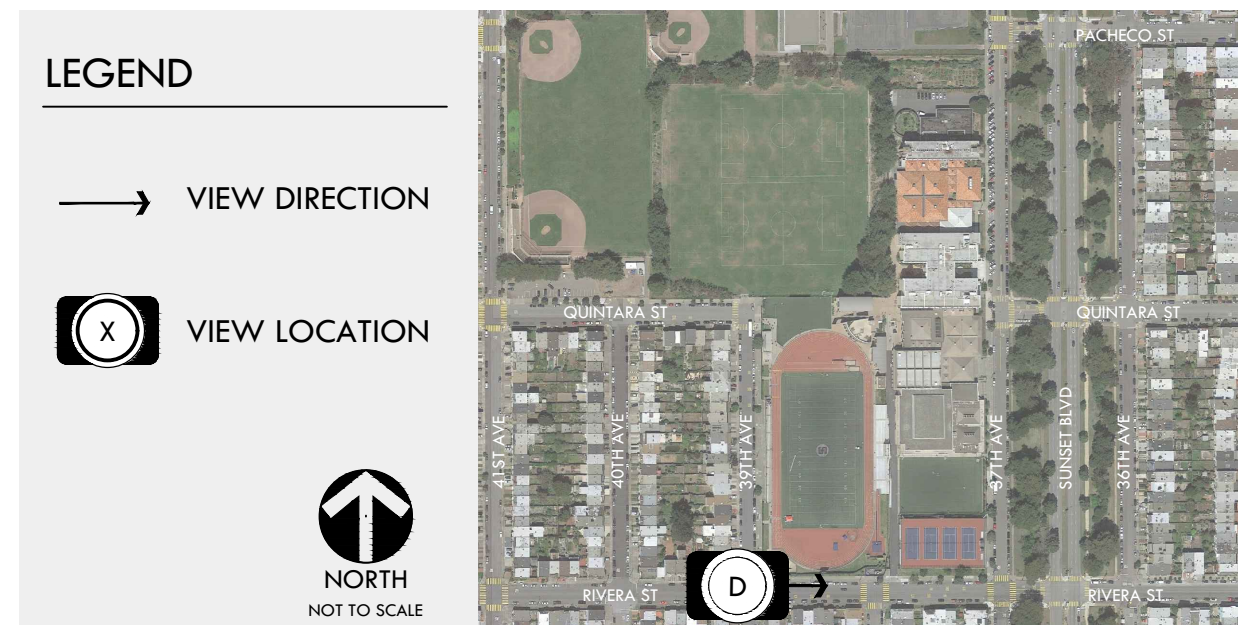 LEGEND
VIEW DIRECTION
X
VIEW LOCATION
NORTH
NOT TO SCALE
PACHECO.ST
QUINTARA ST
QUINTARA ST
41ST AVE
40TH AVE
39TH AVE
37TH AVE
SUNSET BLVD
36TH AVE
D
RIVERA ST
RIVERA ST.